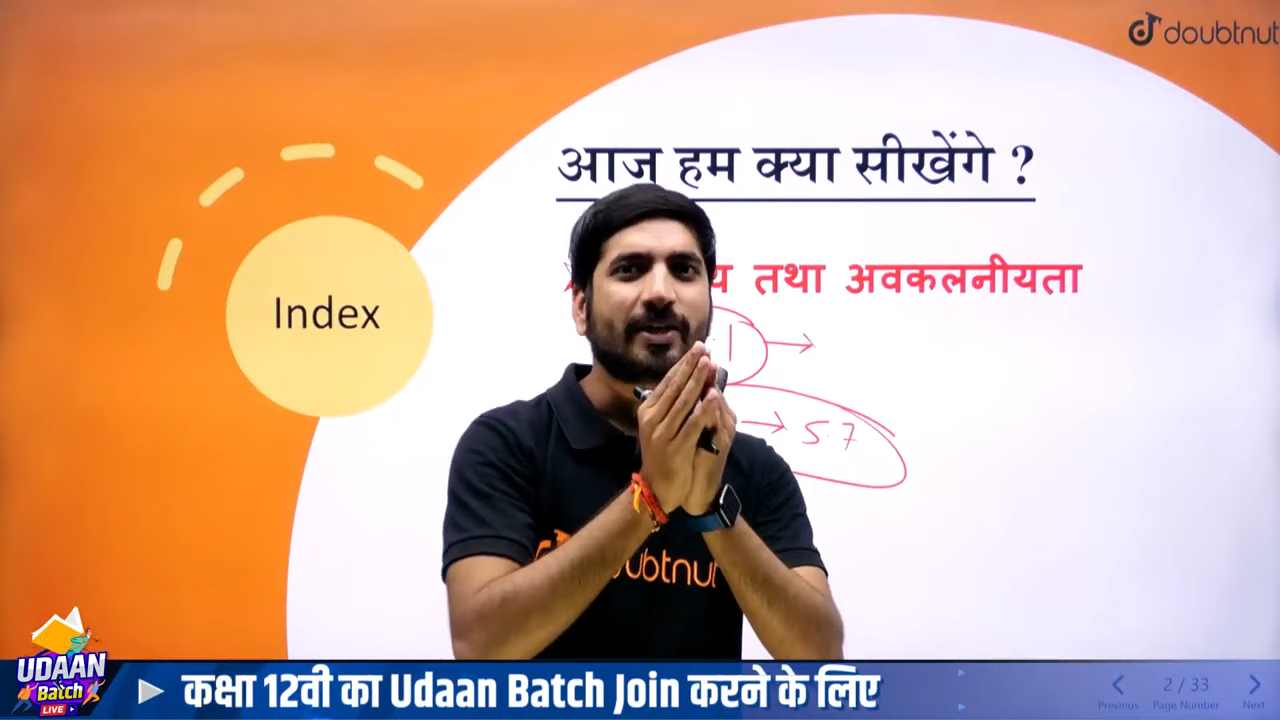 doubtnut
आज हम क्या सीखेंगे ?
तथा अवकलनीयता
Index
5.7
doubtnut
UDAAN
Batch
LIVE
कक्षा 12वी का Udaan Batch Join करने के लिए
2 / 33
Previous Page Number Next